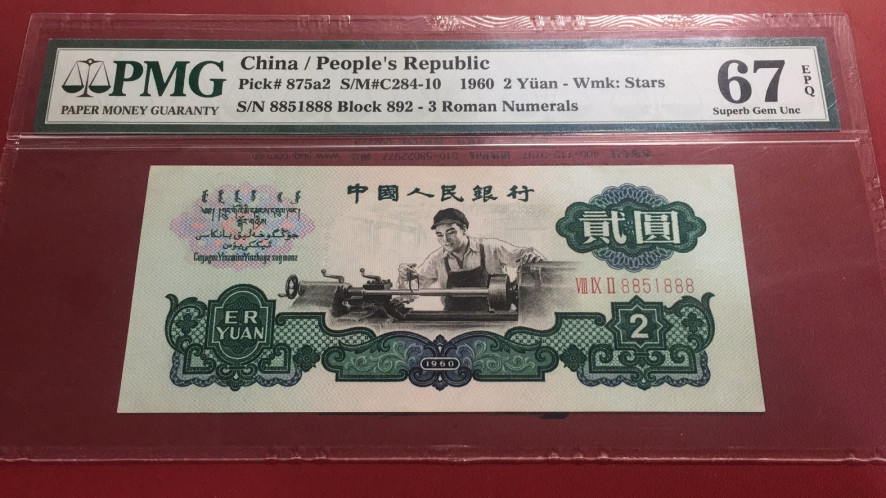 PMG
PAPER MONEY GUARANTY
China / People's Republic
Pick# 875a2 S/M#C284-10 1960 2 Yüan - Wmk: Stars
S/N 8851888 Block 892 - 3 Roman Numerals
67 EPQ
Superb Gem Unc
中國人民銀行
貳圓
VIII IX II 8851888
ER
YUAN
1960
2